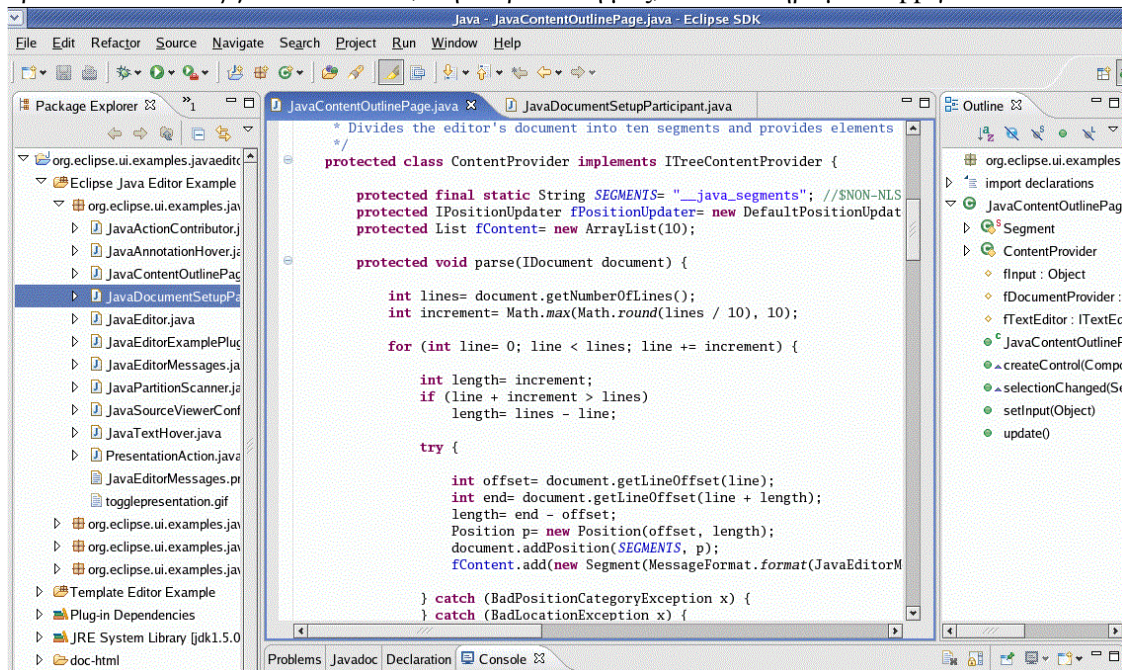 Java - JavaContentOutlinePage.java - Eclipse SDK
File Edit Refactor Source Navigate Search Project Run Window Help
Package Explorer
»1
org.eclipse.ui.examples.javaedito
Eclipse Java Editor Example
org.eclipse.ui.examples.jav
JavaActionContributor.j
JavaAnnotationHover.ja
JavaContentOutlinePag
JavaDocumentSetupPa
JavaEditor.java
JavaEditorExamplePlug
JavaEditorMessages.ja
JavaPartitionScanner.ja
JavaSourceViewerConf
JavaTextHover.java
PresentationAction.java
JavaEditorMessages.pr
togglepresentation.gif
org.eclipse.ui.examples.jav
org.eclipse.ui.examples.jav
org.eclipse.ui.examples.jav
Template Editor Example
Plug-in Dependencies
JRE System Library [jdk1.5.0
doc-html
JavaContentOutlinePage.java JavaDocumentSetupParticipant.java
* Divides the editor's document into ten segments and provides elements
*/
protected class ContentProvider implements ITreeContentProvider {
protected final static String SEGMENTS= "__java_segments"; //$NON-NLS
protected IPositionUpdater fPositionUpdater= new DefaultPositionUpdat
protected List fContent= new ArrayList(10);
protected void parse(IDocument document) {
int lines= document.getNumberOfLines();
int increment= Math.max(Math.round(lines / 10), 10);
for (int line= 0; line < lines; line += increment) {
int length= increment;
if (line + increment > lines)
length= lines - line;
try {
int offset= document.getLineOffset(line);
int end= document.getLineOffset(line + length);
length= end - offset;
Position p= new Position(offset, length);
document.addPosition(SEGMENTS, p);
fContent.add(new Segment(MessageFormat.format(JavaEditorM
} catch (BadPositionCategoryException x) {
} catch (BadLocationException x) {
Problems Javadoc Declaration Console
Outline
org.eclipse.ui.examples
import declarations
JavaContentOutlinePag
Segment
ContentProvider
fInput : Object
fDocumentProvider :
fTextEditor : ITextEd
JavaContentOutlineP
createControl(Compo
selectionChanged(Se
setInput(Object)
update()